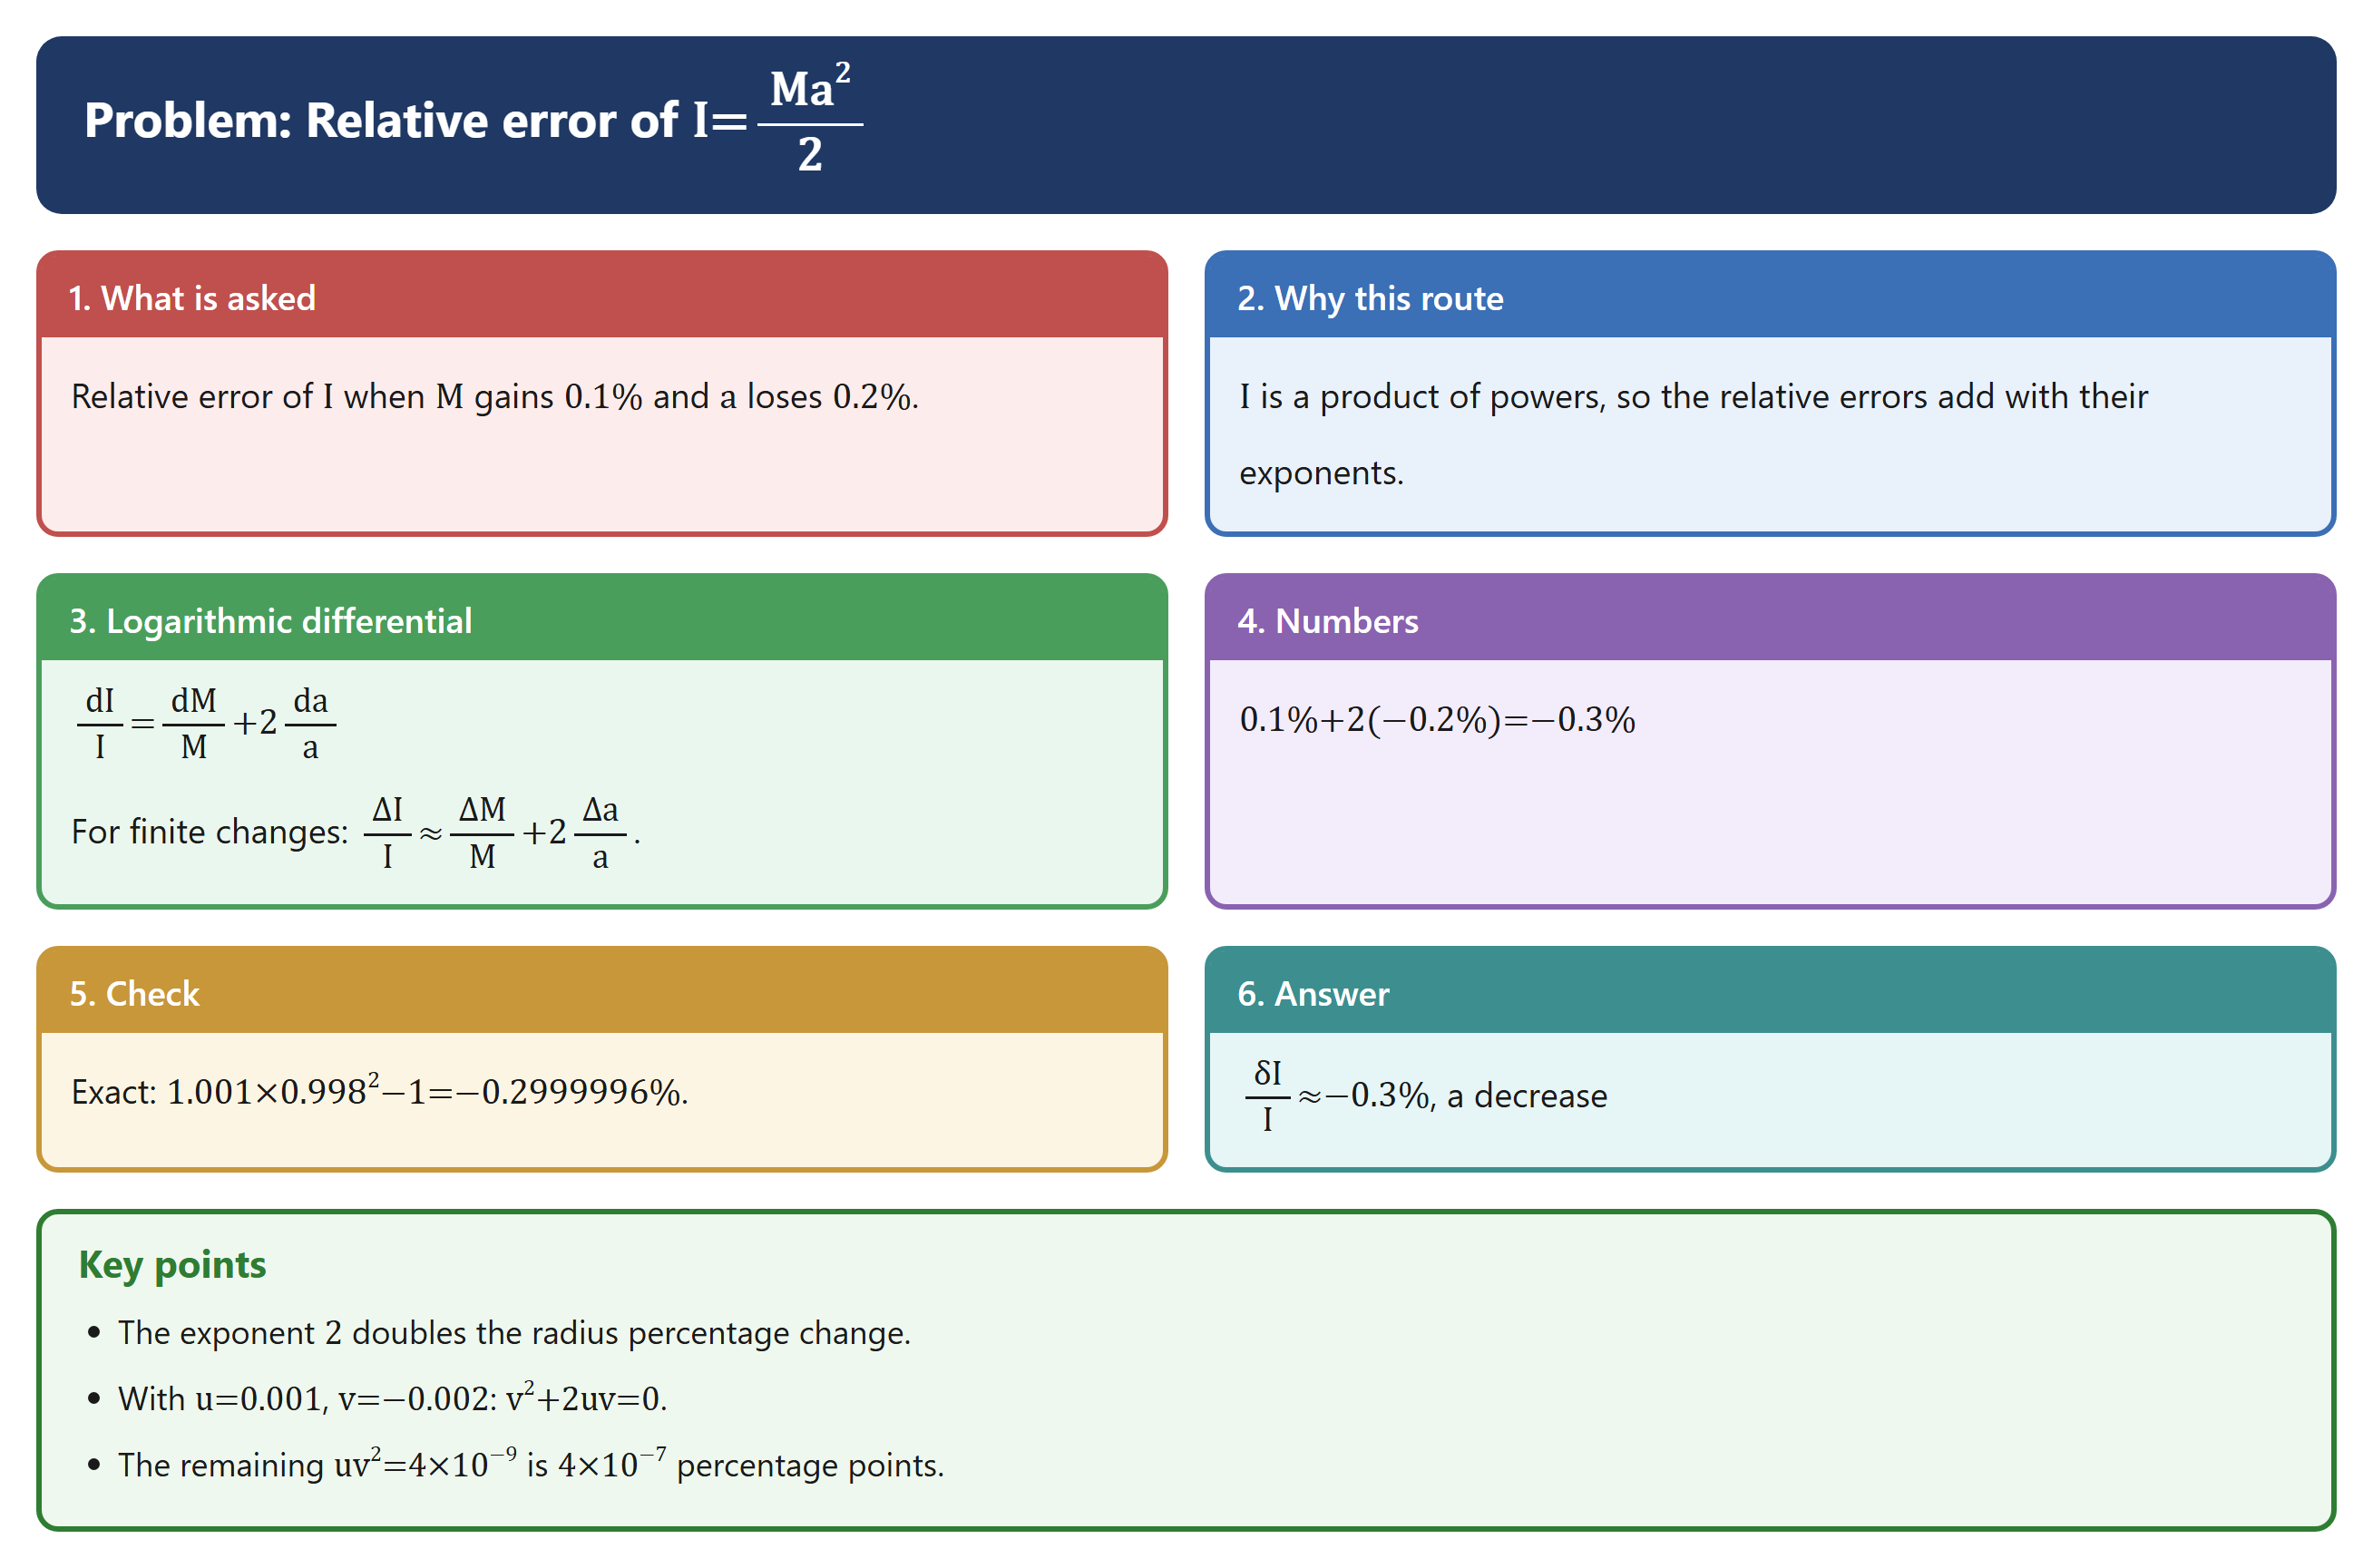 Problem: Relative error of I=Ma²/2
1. What is asked
Relative error of I when M gains 0.1% and a loses 0.2%.
2. Why this route
I is a product of powers, so the relative errors add with their
exponents.
3. Logarithmic differential
dI/I=dM/M+2da/a
For finite changes: ΔI/I≈ΔM/M+2Δa/a.
4. Numbers
0.1%+2(−0.2%)=−0.3%
5. Check
Exact: 1.001×0.998²−1=−0.2999996%.
6. Answer
δI/I≈−0.3%, a decrease
Key points
• The exponent 2 doubles the radius percentage change.
• With u=0.001, v=−0.002: v²+2uv=0.
• The remaining uv²=4×10⁻⁹ is 4×10⁻⁷ percentage points.